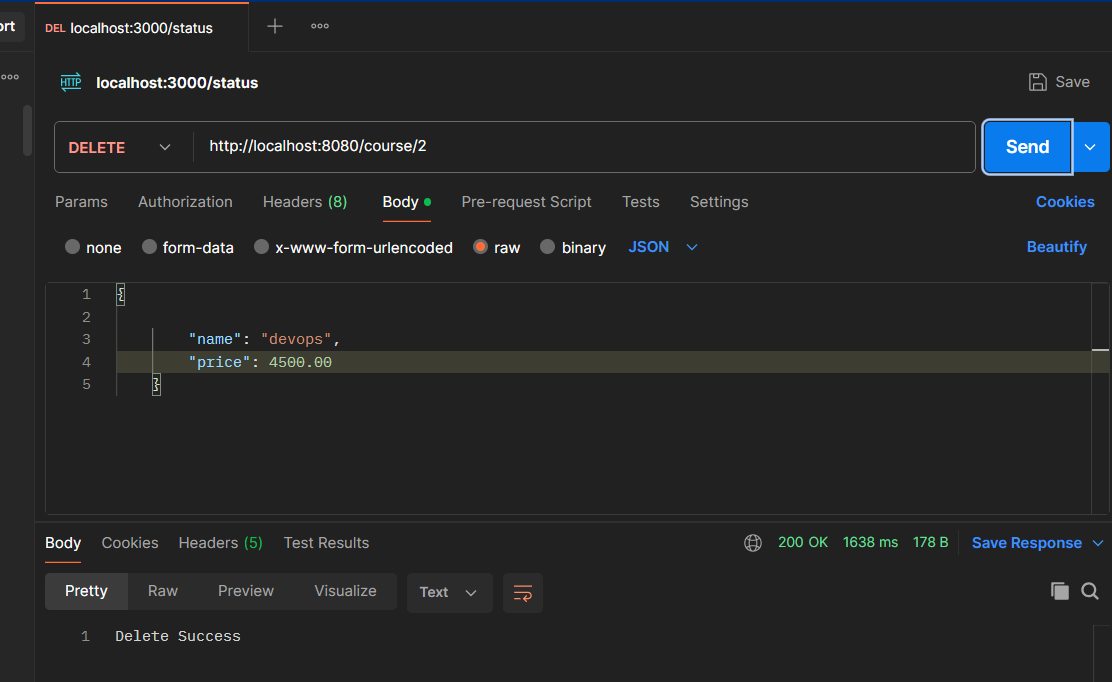 ort
DEL localhost:3000/status
HTTP localhost:3000/status Save
DELETE http://localhost:8080/course/2 Send
Params Authorization Headers (8) Body Pre-request Script Tests Settings Cookies
none form-data x-www-form-urlencoded raw binary JSON Beautify
1 {
2
3 "name": "devops",
4 "price": 4500.00
5 }
Body Cookies Headers (5) Test Results 200 OK 1638 ms 178 B Save Response
Pretty Raw Preview Visualize Text
1 Delete Success